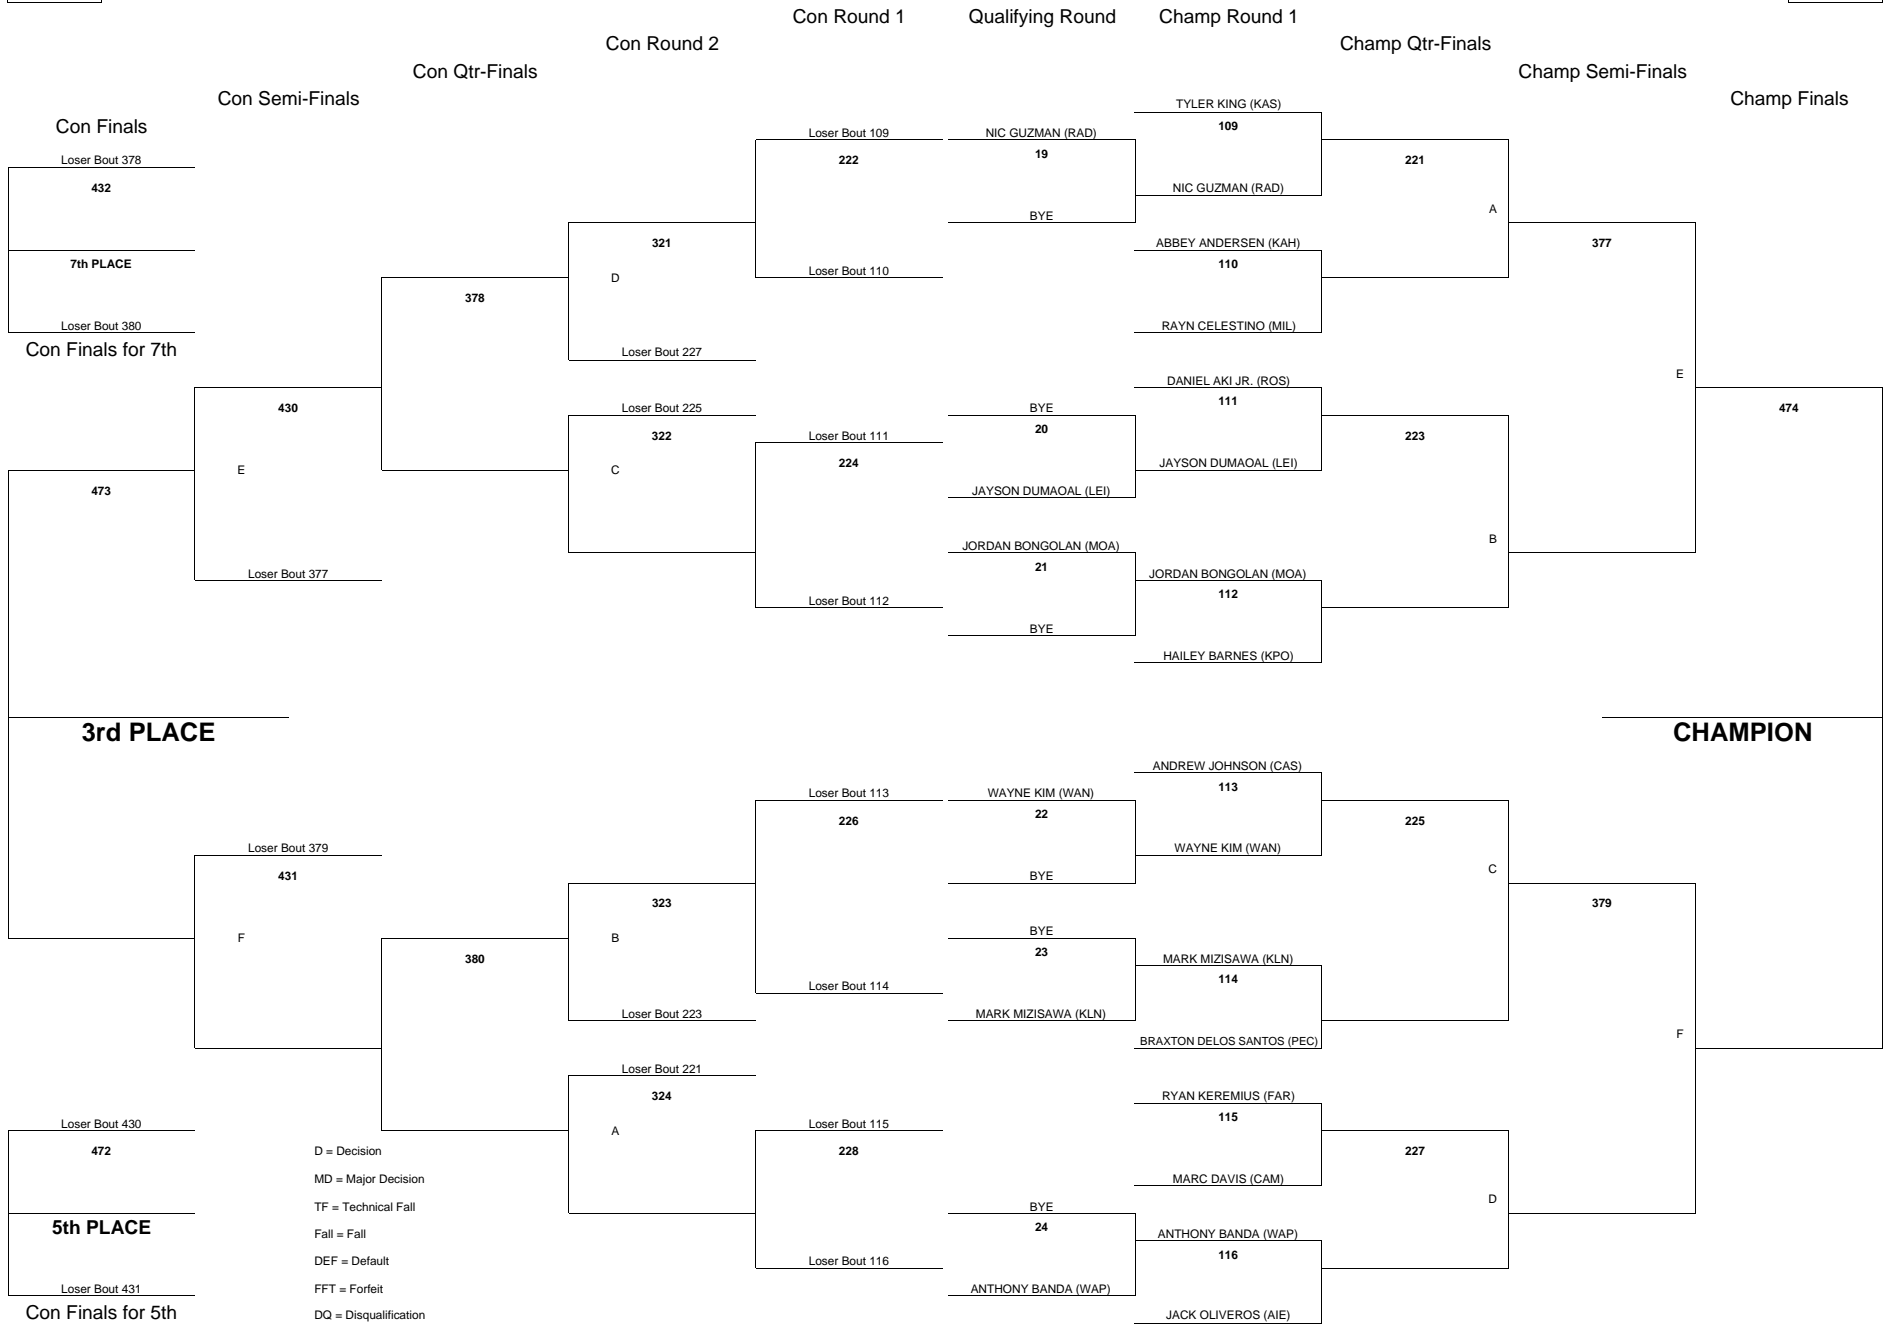 Con Round 1
Qualifying Round
Champ Round 1
Con Round 2
Champ Qtr-Finals
Con Qtr-Finals
Champ Semi-Finals
Con Semi-Finals
Champ Finals
Con Finals
Loser Bout 378
432
7th PLACE
Loser Bout 380
Con Finals for 7th
473
3rd PLACE
Loser Bout 430
472
5th PLACE
Loser Bout 431
Con Finals for 5th
430
E
Loser Bout 377
Loser Bout 379
431
F
D = Decision
MD = Major Decision
TF = Technical Fall
Fall = Fall
DEF = Default
FFT = Forfeit
DQ = Disqualification
378
380
321
D
Loser Bout 227
Loser Bout 225
322
C
323
B
Loser Bout 223
Loser Bout 221
324
A
Loser Bout 109
222
Loser Bout 110
Loser Bout 111
224
Loser Bout 112
Loser Bout 113
226
Loser Bout 114
Loser Bout 115
228
Loser Bout 116
NIC GUZMAN (RAD)
19
BYE
BYE
20
JAYSON DUMAOAL (LEI)
JORDAN BONGOLAN (MOA)
21
BYE
WAYNE KIM (WAN)
22
BYE
BYE
23
MARK MIZISAWA (KLN)
BYE
24
ANTHONY BANDA (WAP)
TYLER KING (KAS)
109
NIC GUZMAN (RAD)
ABBEY ANDERSEN (KAH)
110
RAYN CELESTINO (MIL)
DANIEL AKI JR. (ROS)
111
JAYSON DUMAOAL (LEI)
JORDAN BONGOLAN (MOA)
112
HAILEY BARNES (KPO)
ANDREW JOHNSON (CAS)
113
WAYNE KIM (WAN)
MARK MIZISAWA (KLN)
114
BRAXTON DELOS SANTOS (PEC)
RYAN KEREMIUS (FAR)
115
MARC DAVIS (CAM)
ANTHONY BANDA (WAP)
116
JACK OLIVEROS (AIE)
221
A
223
B
225
C
227
D
377
E
379
F
474
CHAMPION